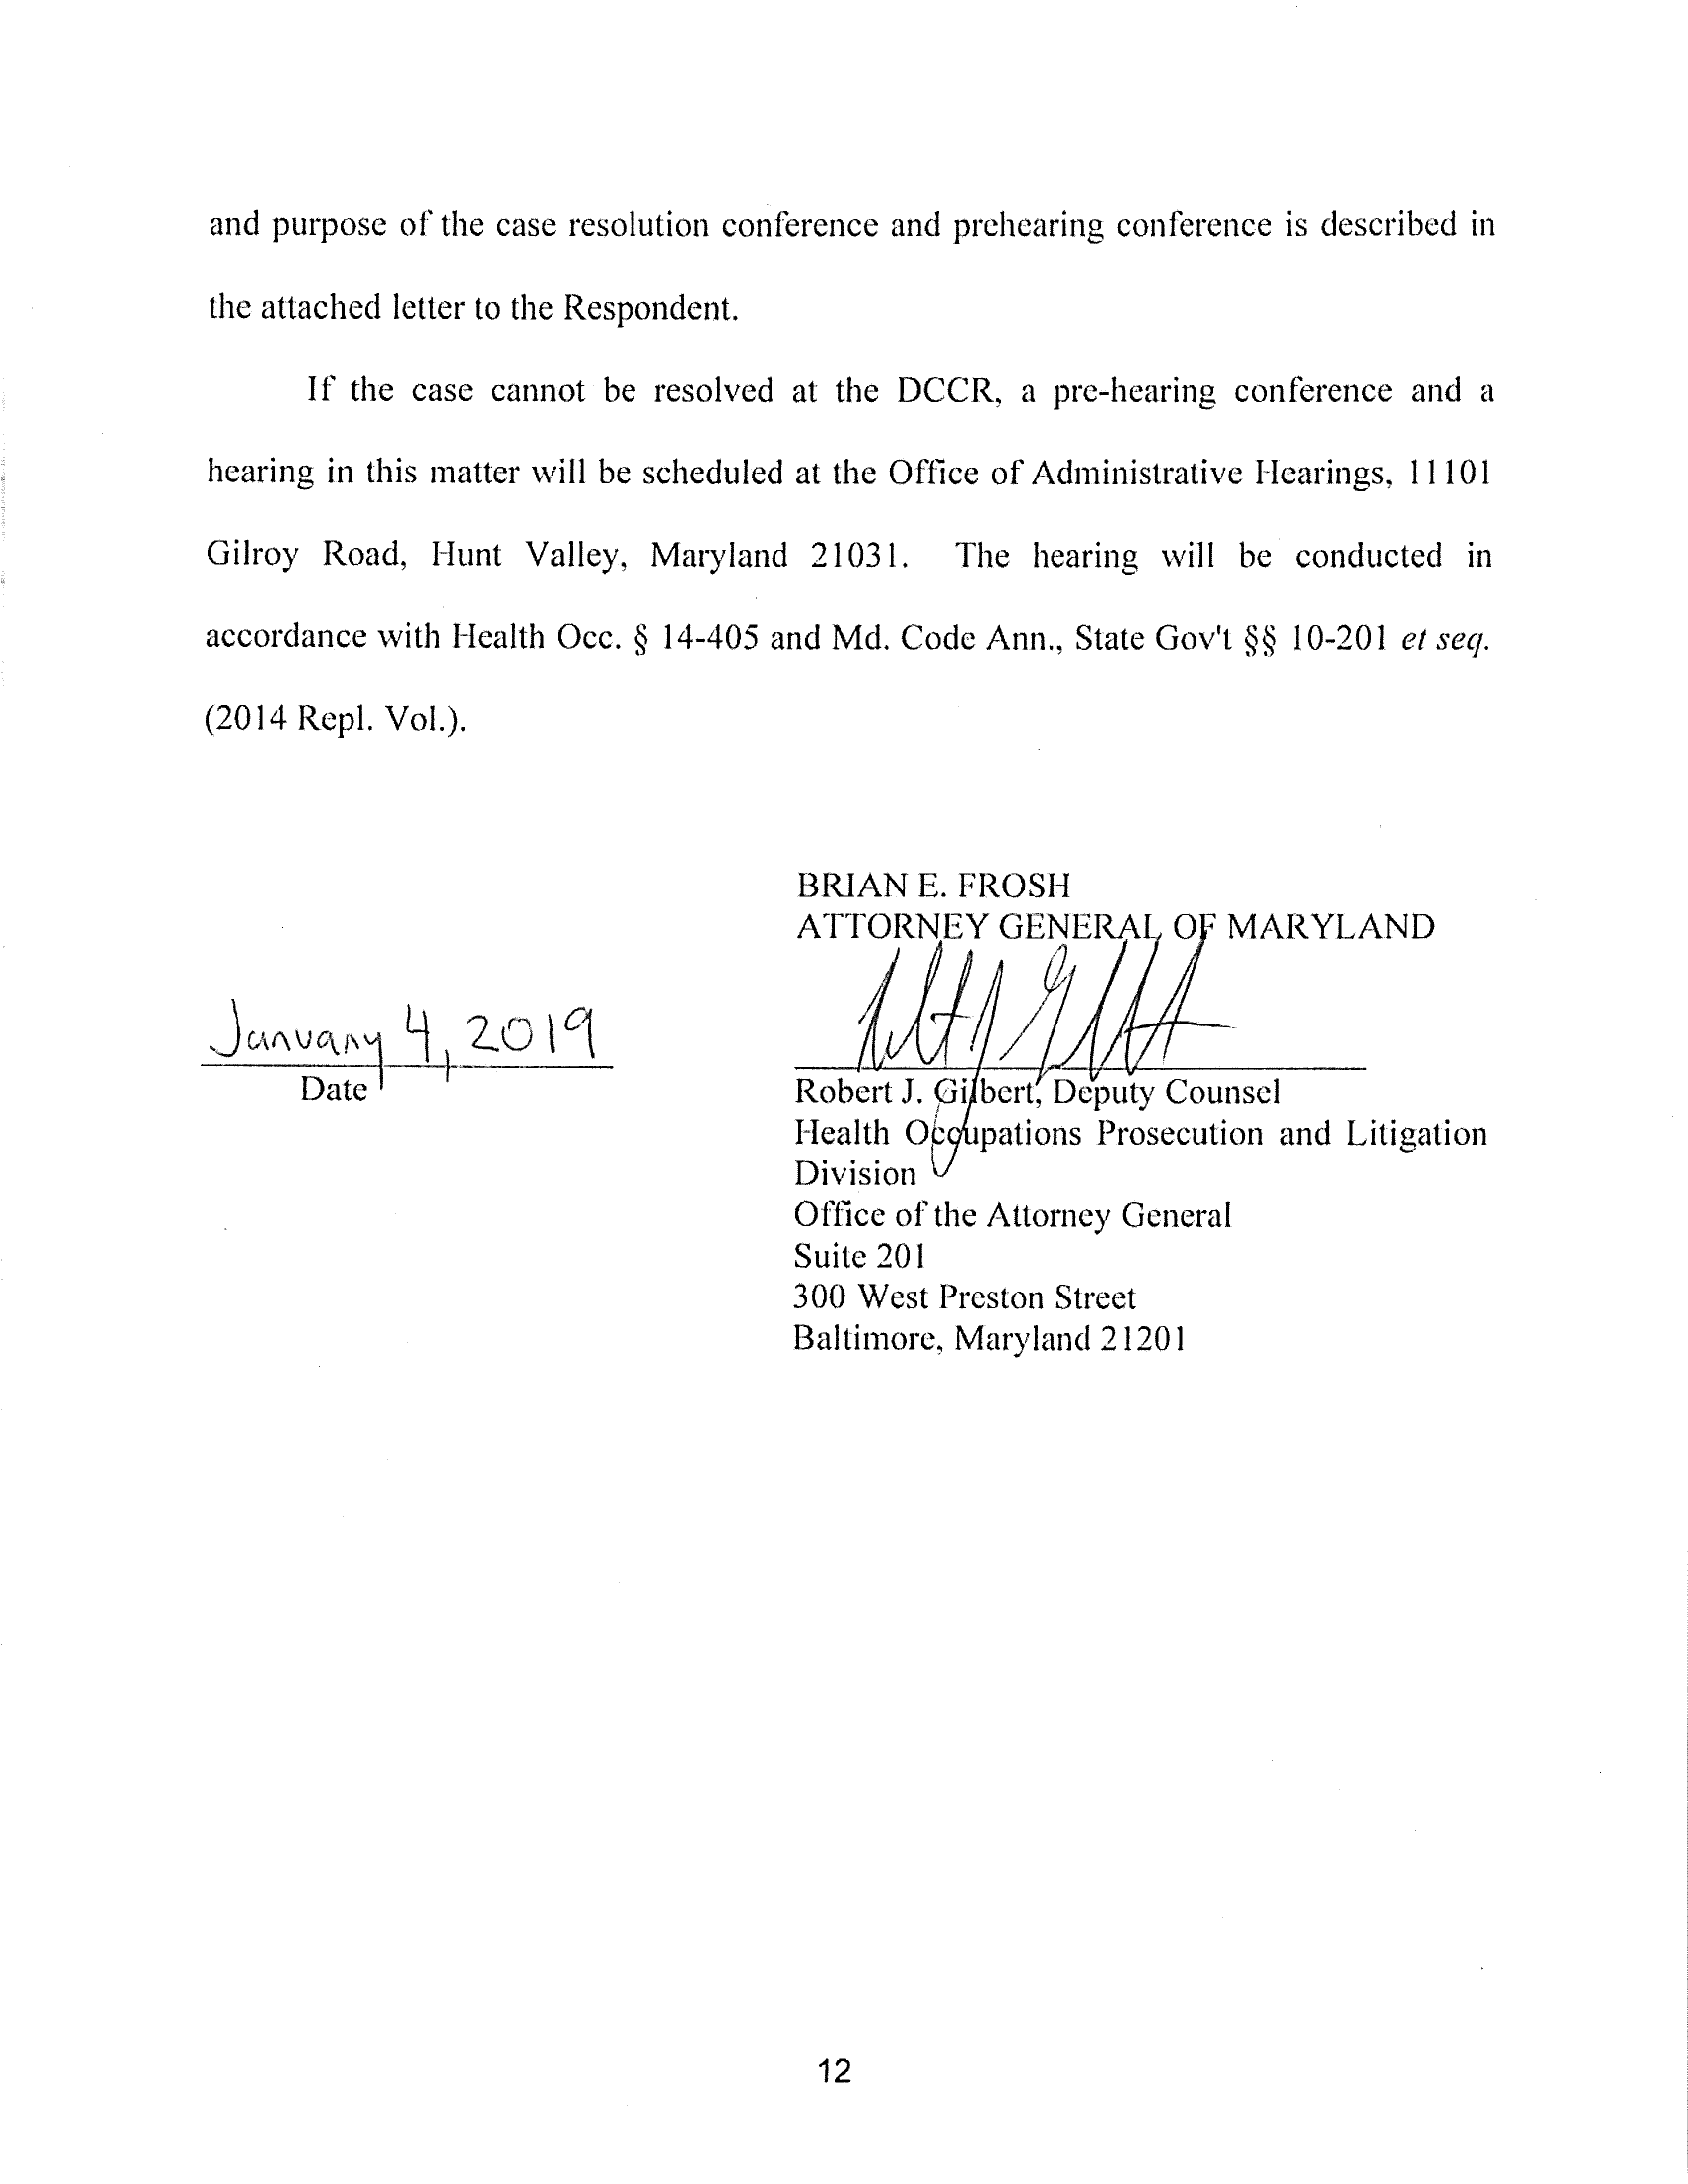 and purpose of the case resolution conference and prehearing conference is described in
the attached letter to the Respondent.
If the case cannot be resolved at the DCCR, a pre-hearing conference and a
hearing in this matter will be scheduled at the Office of Administrative Hearings, 11101
Gilroy Road, Hunt Valley, Maryland 21031. The hearing will be conducted in
accordance with Health Occ. § 14-405 and Md. Code Ann., State Gov't §§ 10-201 et seq.
(2014 Repl. Vol.).
BRIAN E. FROSH
ATTORNEY GENERAL OF MARYLAND
January 4, 2019
Date
Robert J. Gilbert, Deputy Counsel
Health Occupations Prosecution and Litigation
Division
Office of the Attorney General
Suite 201
300 West Preston Street
Baltimore, Maryland 21201
12